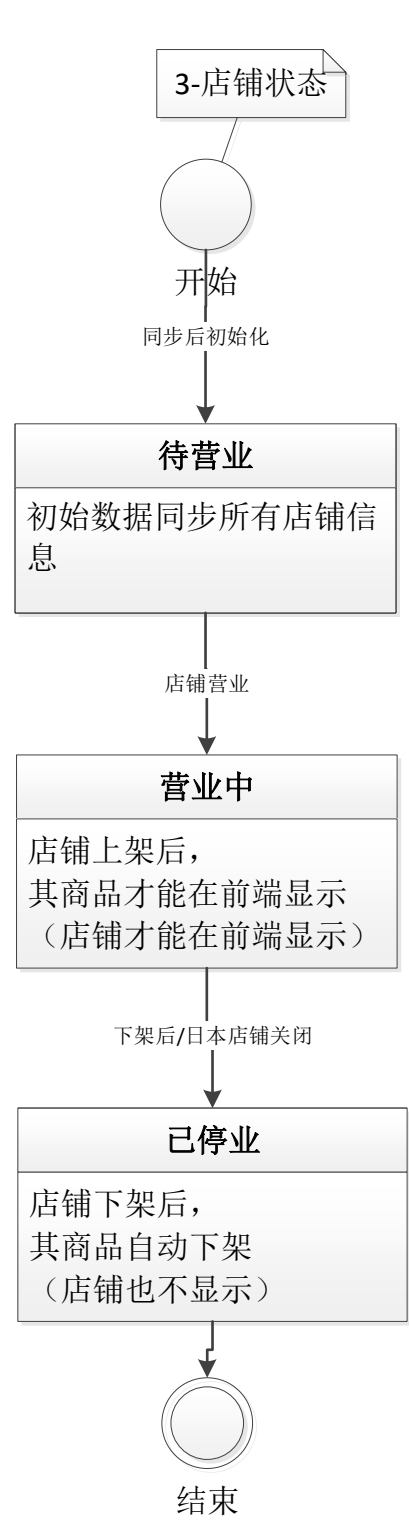 3-店铺状态
开始
同步后初始化
待营业
初始数据同步所有店铺信
息
店铺营业
营业中
店铺上架后，
其商品才能在前端显示
（店铺才能在前端显示）
下架后/日本店铺关闭
已停业
店铺下架后，
其商品自动下架
（店铺也不显示）
结束